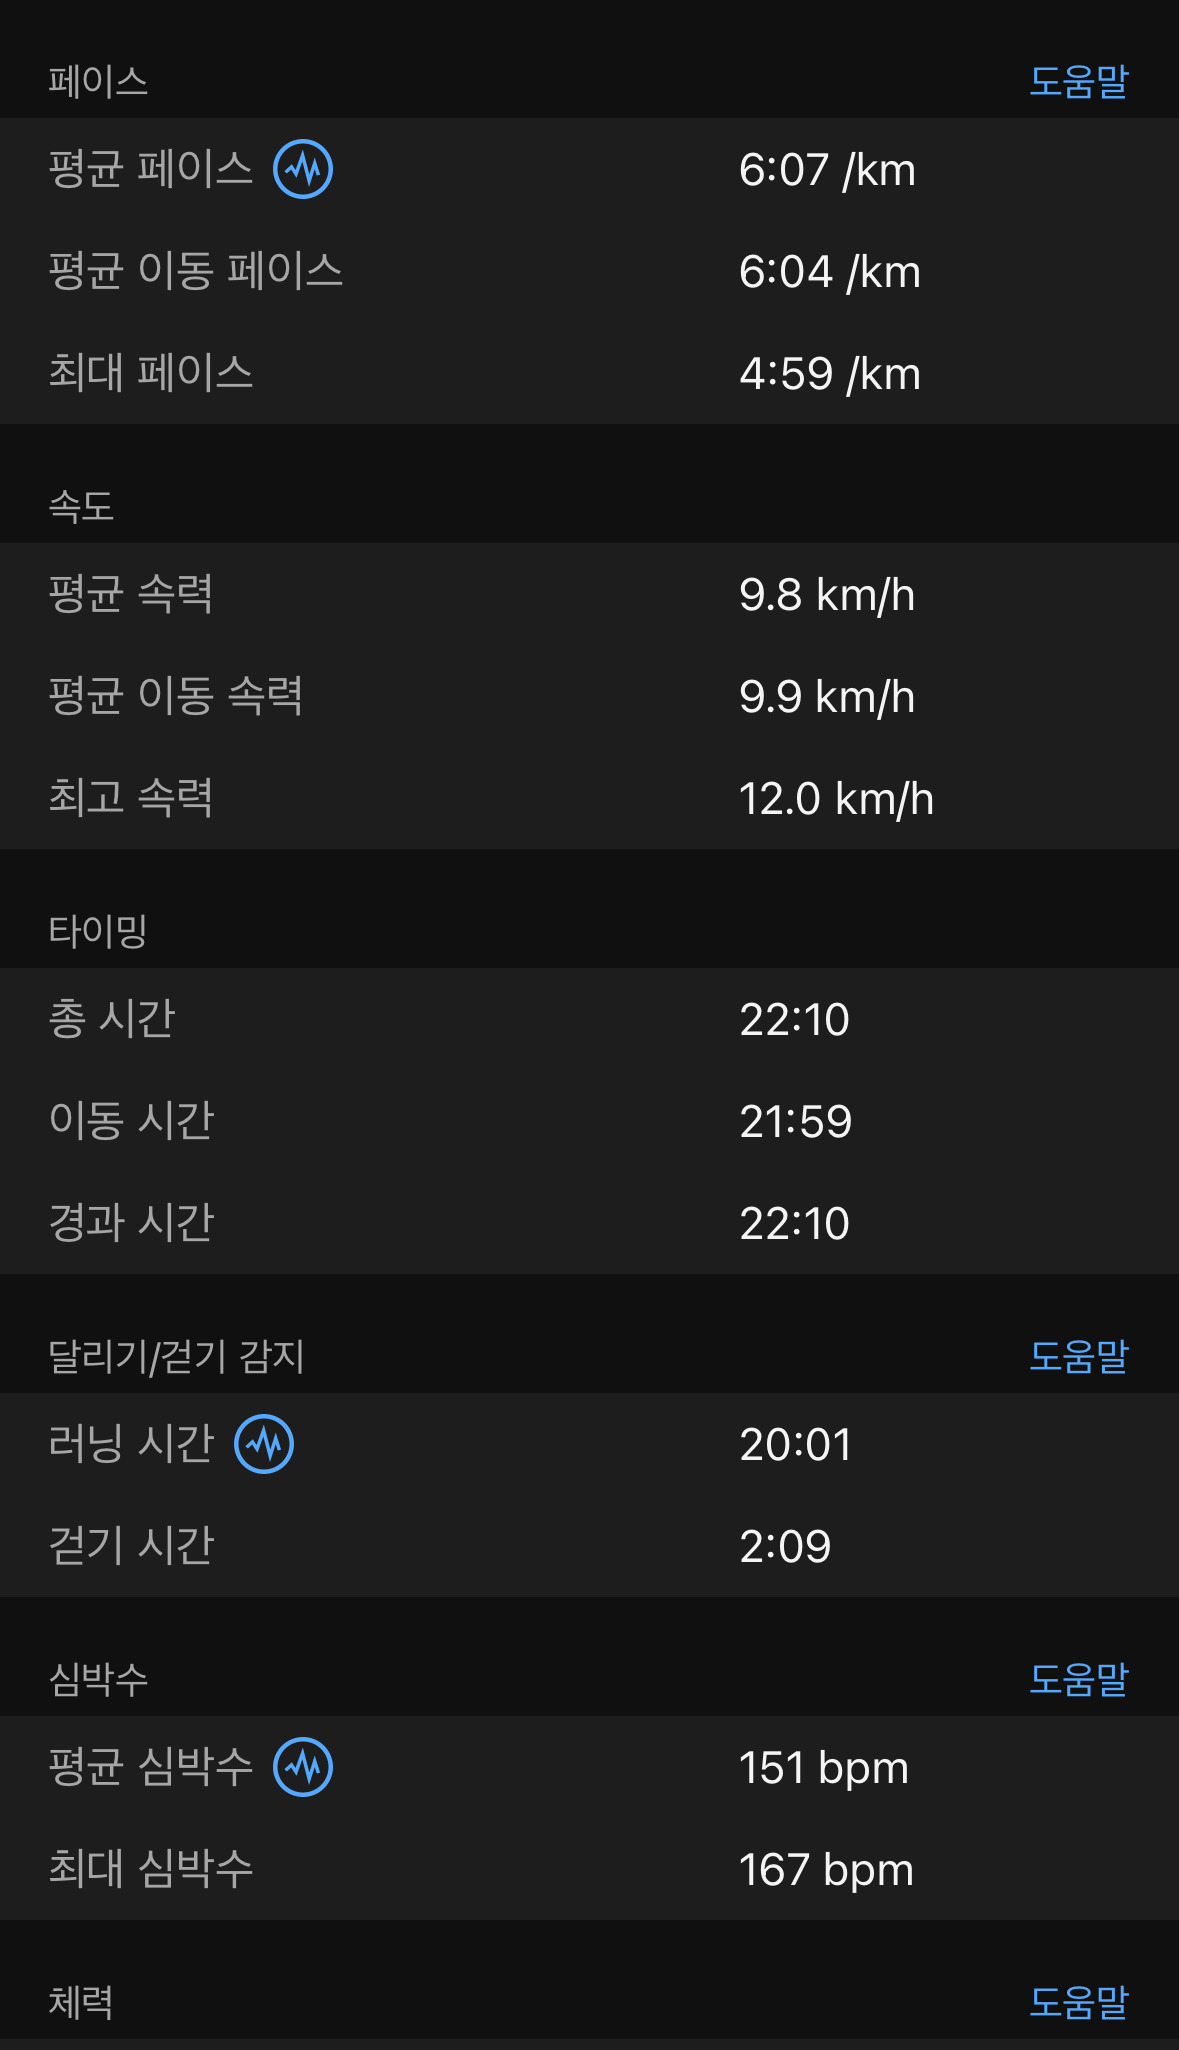 페이스 도움말
평균 페이스 6:07 /km
평균 이동 페이스 6:04 /km
최대 페이스 4:59 /km
속도
평균 속력 9.8 km/h
평균 이동 속력 9.9 km/h
최고 속력 12.0 km/h
타이밍
총 시간 22:10
이동 시간 21:59
경과 시간 22:10
달리기/걷기 감지 도움말
러닝 시간 20:01
걷기 시간 2:09
심박수 도움말
평균 심박수 151 bpm
최대 심박수 167 bpm
체력 도움말